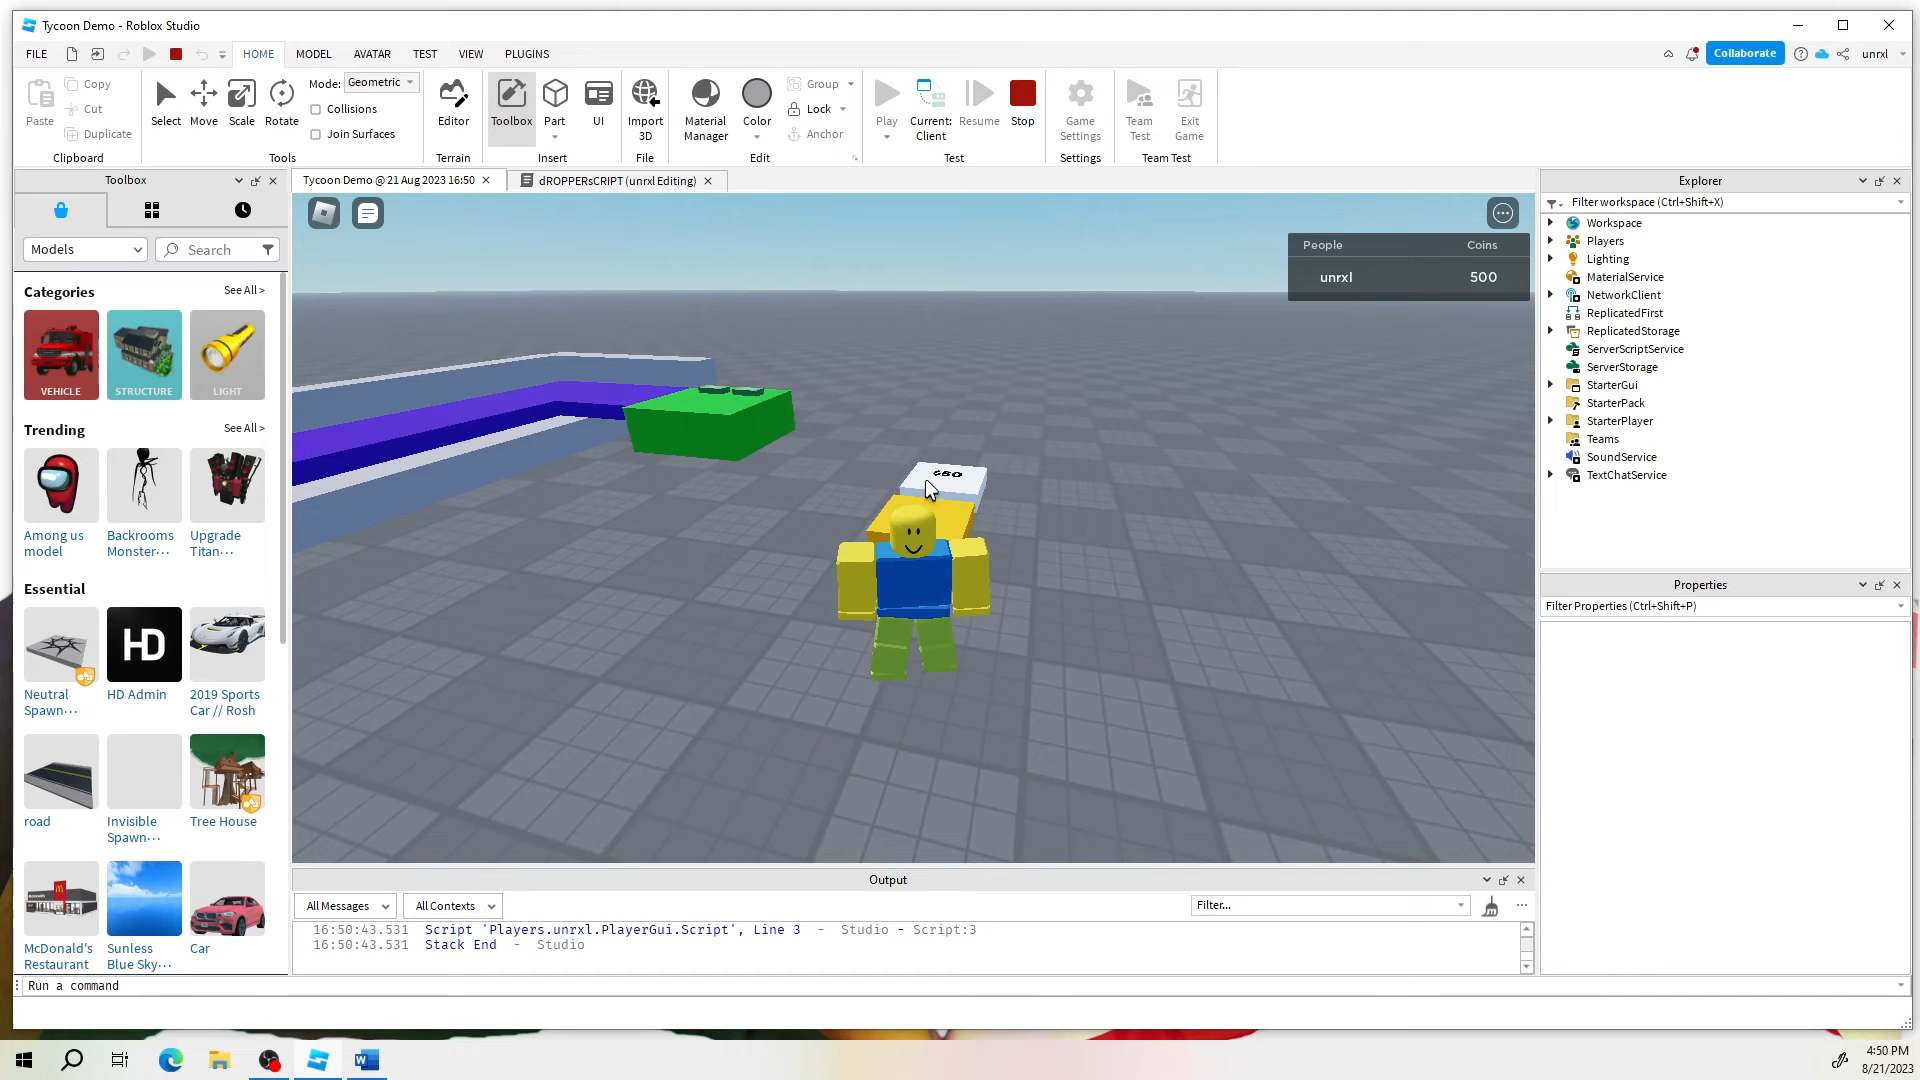 Tycoon Demo - Roblox Studio
FILE
HOME
MODEL
AVATAR
TEST
VIEW
PLUGINS
Collaborate
unrxl
Paste
Copy
Cut
Duplicate
Clipboard
Select
Move
Scale
Rotate
Mode:
Geometric
Collisions
Join Surfaces
Tools
Editor
Terrain
Toolbox
Part
UI
Insert
Import
3D
File
Material
Manager
Color
Group
Lock
Anchor
Edit
Play
Current:
Client
Resume
Stop
Test
Game
Settings
Settings
Team
Test
Exit
Game
Team Test
Toolbox
Tycoon Demo @ 21 Aug 2023 16:50
dROPPERsCRIPT (unrxl Editing)
Models
Search
Categories
See All >
VEHICLE
STRUCTURE
LIGHT
Trending
See All >
Among us
model
Backrooms
Monster...
Upgrade
Titan...
Essential
HD
Neutral
Spawn...
HD Admin
2019 Sports
Car // Rosh
road
Invisible
Spawn...
Tree House
McDonald's
Restaurant
Sunless
Blue Sky...
Car
People
Coins
unrxl
500
Explorer
Filter workspace (Ctrl+Shift+X)
Workspace
Players
Lighting
MaterialService
NetworkClient
ReplicatedFirst
ReplicatedStorage
ServerScriptService
ServerStorage
StarterGui
StarterPack
StarterPlayer
Teams
SoundService
TextChatService
Properties
Filter Properties (Ctrl+Shift+P)
Output
All Messages
All Contexts
Filter...
16:50:43.531 Script 'Players.unrxl.PlayerGui.Script', Line 3 - Studio - Script:3
16:50:43.531 Stack End - Studio
Run a command
4:50 PM
8/21/2023